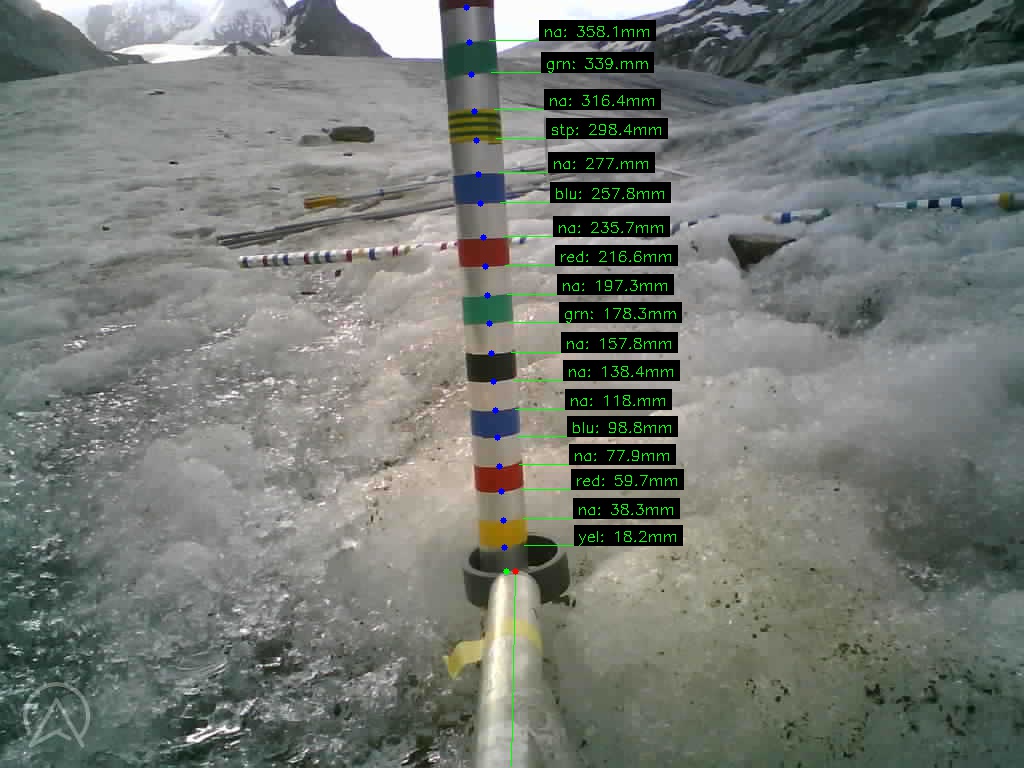 na: 358.1mm
grn: 339.mm
na: 316.4mm
stp: 298.4mm
na: 277.mm
blu: 257.8mm
na: 235.7mm
red: 216.6mm
na: 197.3mm
grn: 178.3mm
na: 157.8mm
na: 138.4mm
na: 118.mm
blu: 98.8mm
na: 77.9mm
red: 59.7mm
na: 38.3mm
yel: 18.2mm